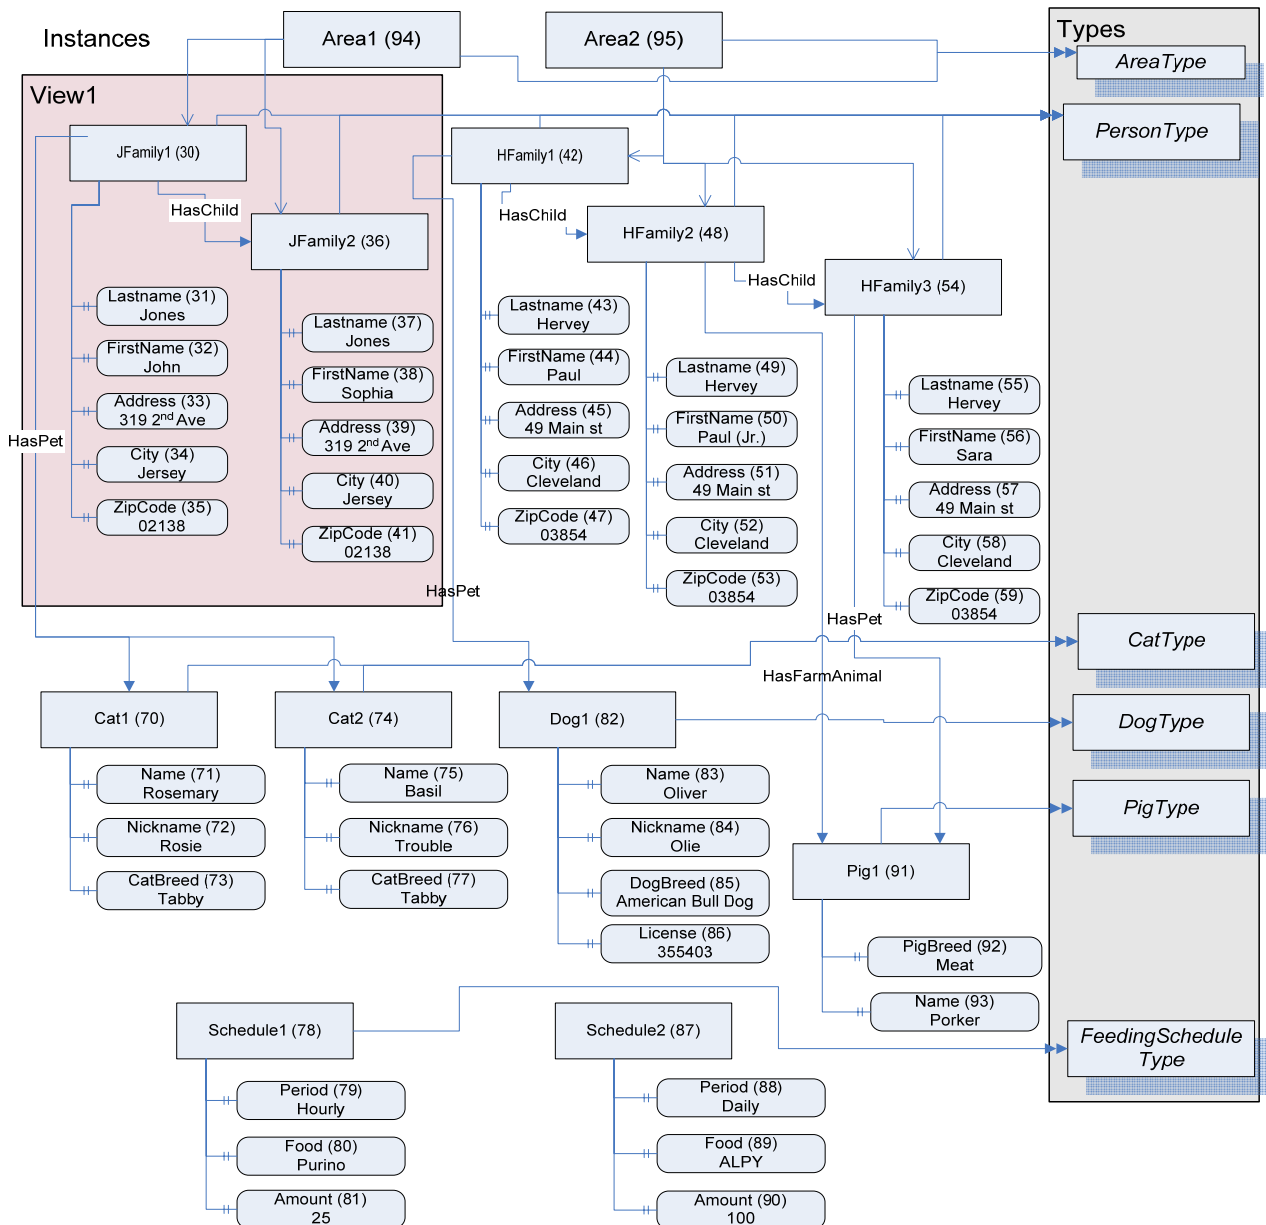 Instances
Area1 (94)
Area2 (95)
Types
AreaType
View1
PersonType
JFamily1 (30)
HFamily1 (42)
HasChild
JFamily2 (36)
HasChild
HFamily2 (48)
HasChild
HFamily3 (54)
Lastname (31)
Jones
FirstName (32)
John
Address (33)
319 2nd Ave
City (34)
Jersey
ZipCode (35)
02138
HasPet
Lastname (37)
Jones
FirstName (38)
Sophia
Address (39)
319 2nd Ave
City (40)
Jersey
ZipCode (41)
02138
Lastname (43)
Hervey
FirstName (44)
Paul
Address (45)
49 Main st
City (46)
Cleveland
ZipCode (47)
03854
HasPet
Lastname (49)
Hervey
FirstName (50)
Paul (Jr.)
Address (51)
49 Main st
City (52)
Cleveland
ZipCode (53)
03854
Lastname (55)
Hervey
FirstName (56)
Sara
Address (57
49 Main st
City (58)
Cleveland
ZipCode (59)
03854
HasPet
HasFarmAnimal
CatType
Cat1 (70)
Cat2 (74)
Dog1 (82)
DogType
Name (71)
Rosemary
Nickname (72)
Rosie
CatBreed (73)
Tabby
Name (75)
Basil
Nickname (76)
Trouble
CatBreed (77)
Tabby
Name (83)
Oliver
Nickname (84)
Olie
DogBreed (85)
American Bull Dog
License (86)
355403
PigType
Pig1 (91)
PigBreed (92)
Meat
Name (93)
Porker
Schedule1 (78)
Schedule2 (87)
FeedingSchedule
Type
Period (79)
Hourly
Food (80)
Purino
Amount (81)
25
Period (88)
Daily
Food (89)
ALPY
Amount (90)
100